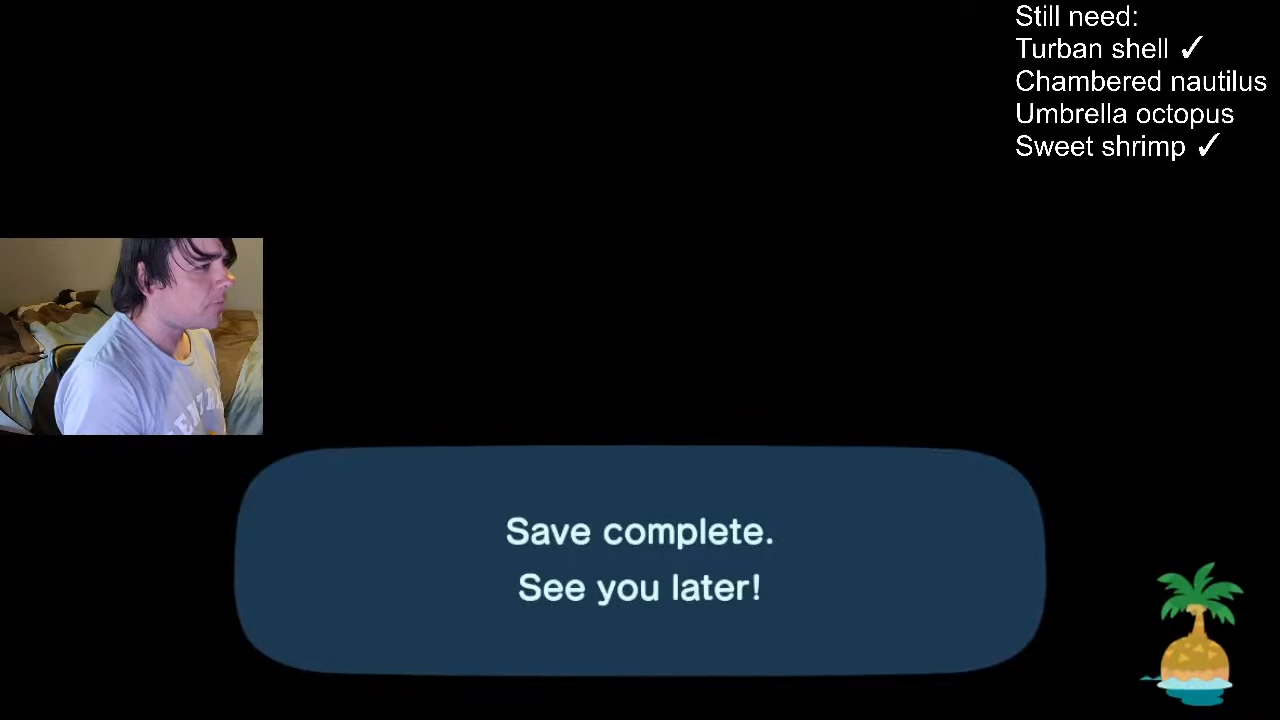 Still need:
Turban shell ✓
Chambered nautilus
Umbrella octopus
Sweet shrimp ✓
Save complete.
See you later!